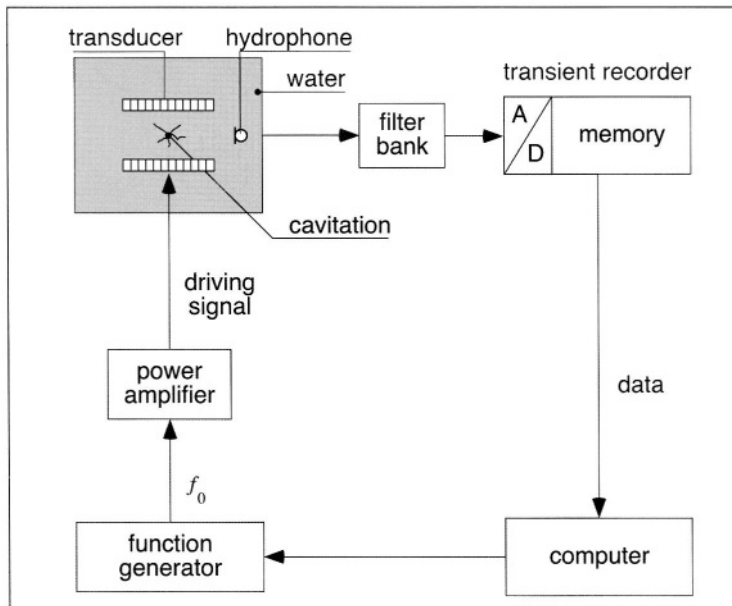 transducer
hydrophone
water
transient recorder
filter
bank
A
D
memory
cavitation
driving
signal
power
amplifier
data
f0
function
generator
computer